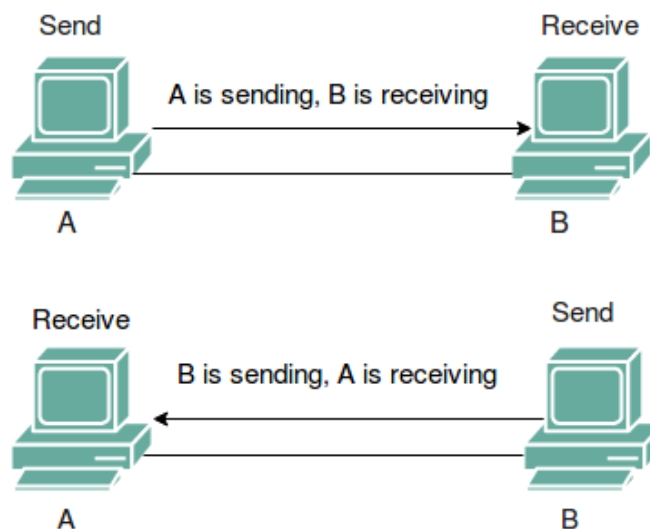 Send
Receive
A is sending, B is receiving
A
B
Receive
Send
B is sending, A is receiving
A
B